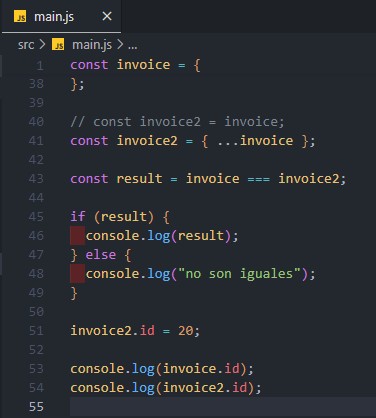 JS main.js ×
src > JS main.js > ...
1 const invoice = {
38 };
39
40 // const invoice2 = invoice;
41 const invoice2 = { ...invoice };
42
43 const result = invoice === invoice2;
44
45 if (result) {
46 console.log(result);
47 } else {
48 console.log("no son iguales");
49 }
50
51 invoice2.id = 20;
52
53 console.log(invoice.id);
54 console.log(invoice2.id);
55